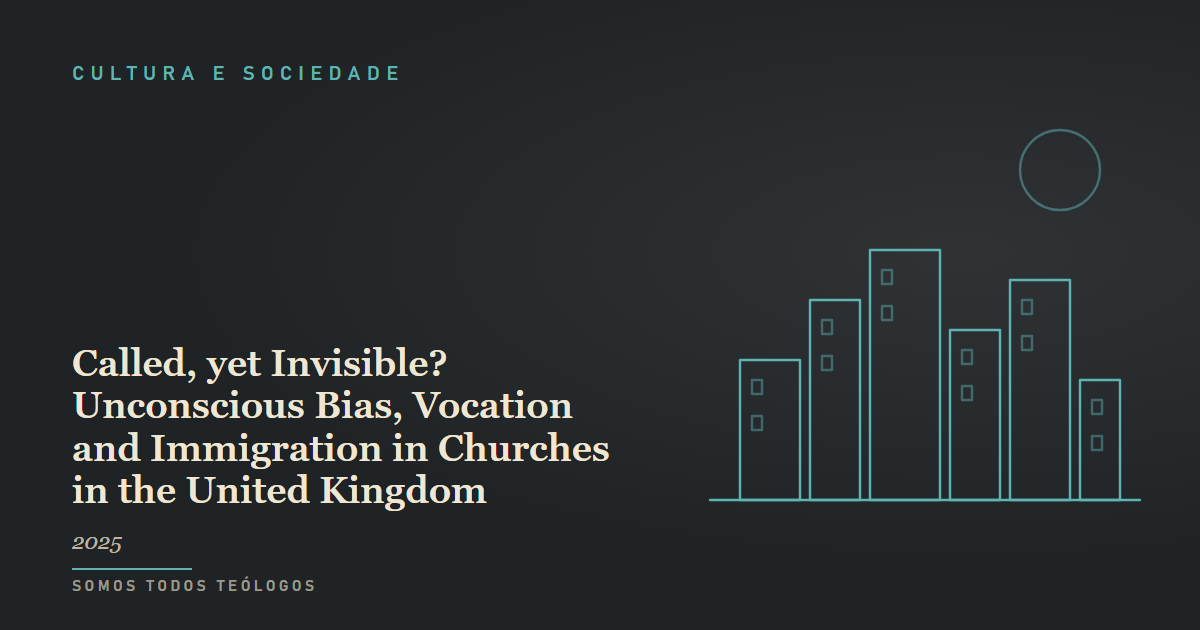 CULTURA E SOCIEDADE
Called, yet Invisible?
Unconscious Bias, Vocation
and Immigration in Churches
in the United Kingdom
2025
SOMOS TODOS TEÓLOGOS